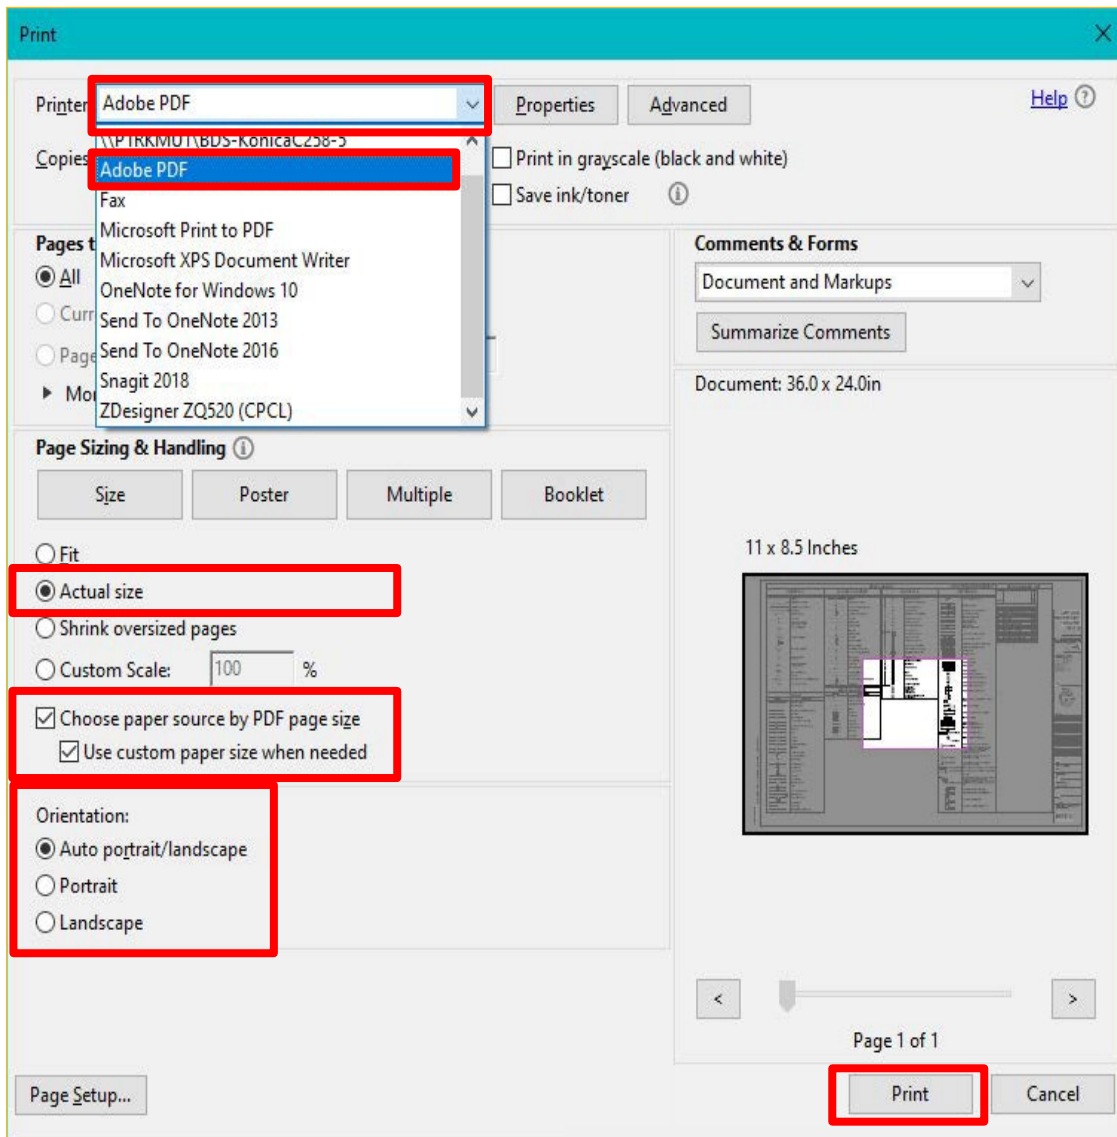 Print
Printer Adobe PDF Properties Advanced Help
\\PTRKMUT\BDS-KonicaC258-5
Copies Print in grayscale (black and white)
Adobe PDF
Save ink/toner
Fax
Microsoft Print to PDF
Microsoft XPS Document Writer
OneNote for Windows 10
Send To OneNote 2013
Send To OneNote 2016
Snagit 2018
ZDesigner ZQ520 (CPCL)
Pages t
All
Curr
Page
Mor
Comments & Forms
Document and Markups
Summarize Comments
Document: 36.0 x 24.0in
Page Sizing & Handling
Size Poster Multiple Booklet
Fit
Actual size
Shrink oversized pages
Custom Scale: 100 %
Choose paper source by PDF page size
Use custom paper size when needed
11 x 8.5 Inches
Orientation:
Auto portrait/landscape
Portrait
Landscape
< >
Page 1 of 1
Page Setup... Print Cancel